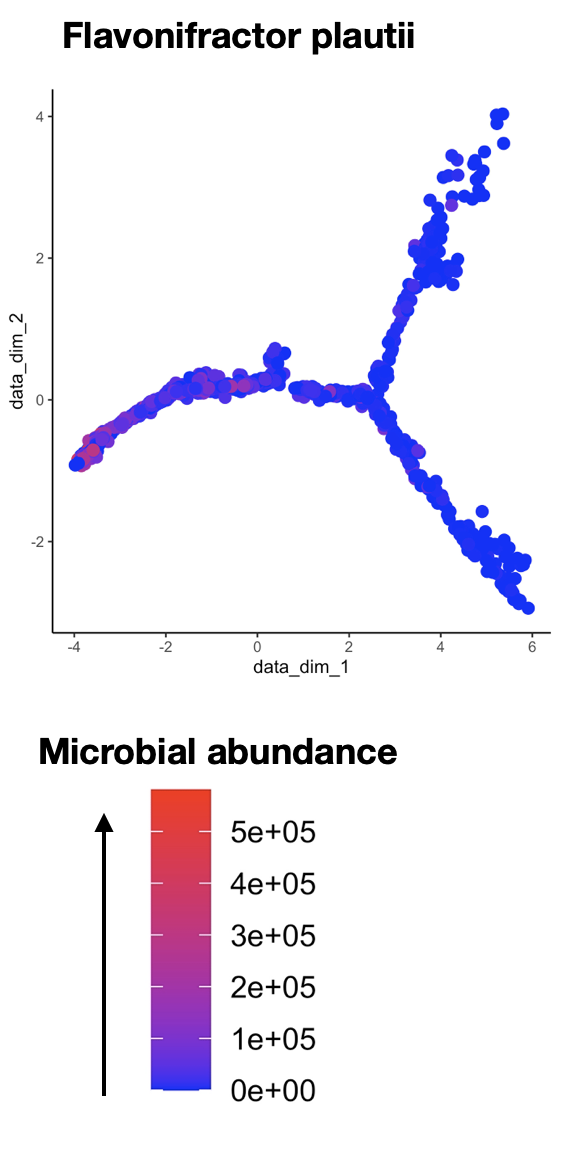 Flavonifractor plautii
4
2
0
-2
data_dim_2
-4 -2 0 2 4 6
data_dim_1
Microbial abundance
5e+05
4e+05
3e+05
2e+05
1e+05
0e+00